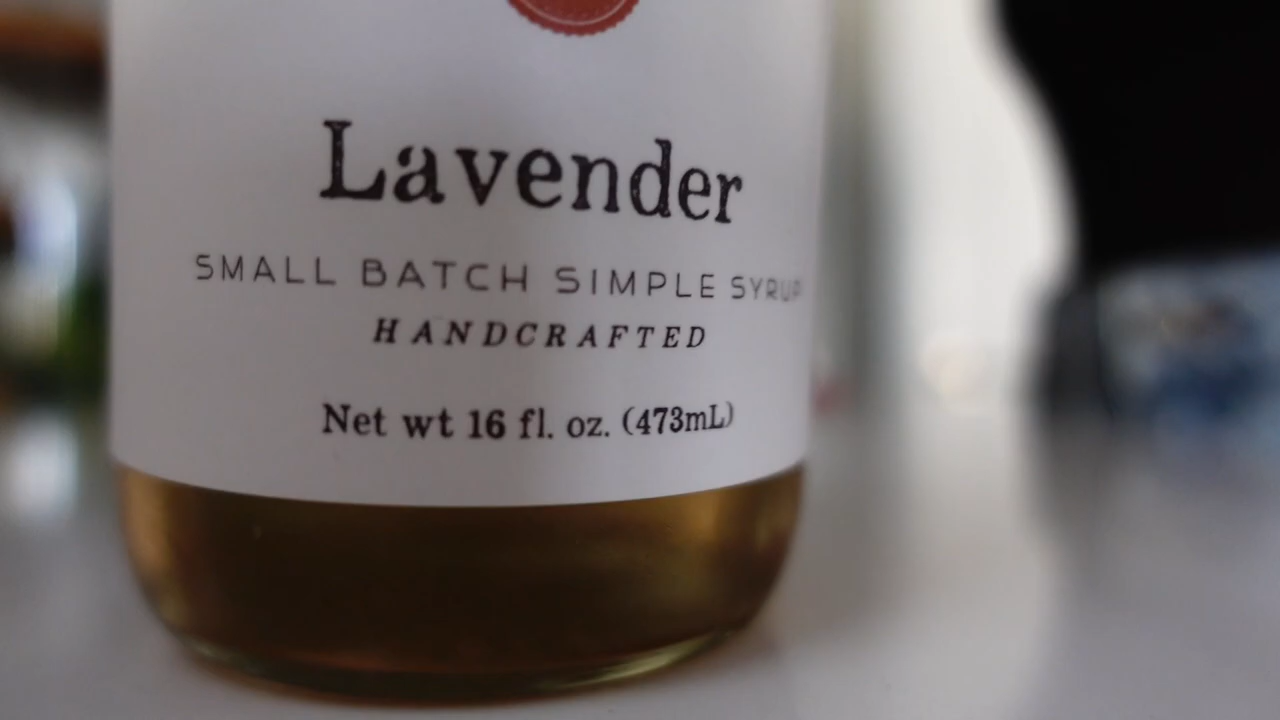 Lavender
SMALL BATCH SIMPLE SYRUP
HANDCRAFTED
Net wt 16 fl. oz. (473mL)